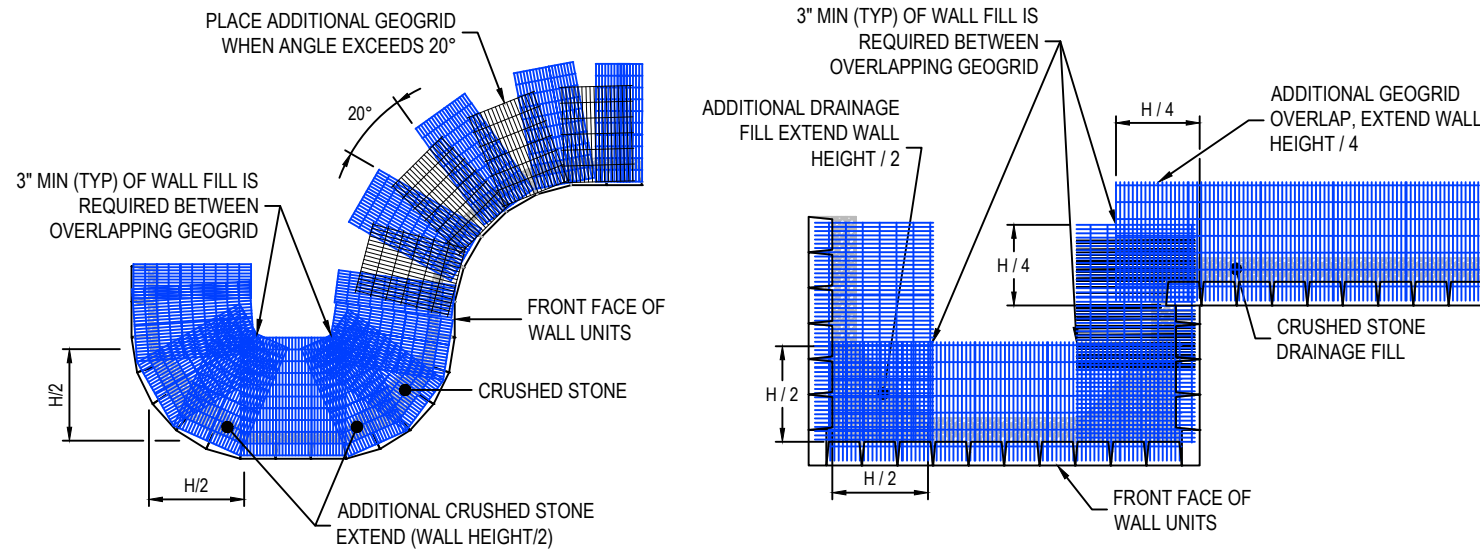 PLACE ADDITIONAL GEOGRID
WHEN ANGLE EXCEEDS 20°
20°
3" MIN (TYP) OF WALL FILL IS
REQUIRED BETWEEN
OVERLAPPING GEOGRID
FRONT FACE OF
WALL UNITS
CRUSHED STONE
H/2
H/2
ADDITIONAL CRUSHED STONE
EXTEND (WALL HEIGHT/2)
3" MIN (TYP) OF WALL FILL IS
REQUIRED BETWEEN
OVERLAPPING GEOGRID
ADDITIONAL DRAINAGE
FILL EXTEND WALL
HEIGHT / 2
H / 4
ADDITIONAL GEOGRID
OVERLAP, EXTEND WALL
HEIGHT / 4
H / 4
CRUSHED STONE
DRAINAGE FILL
H / 2
H / 2
FRONT FACE OF
WALL UNITS